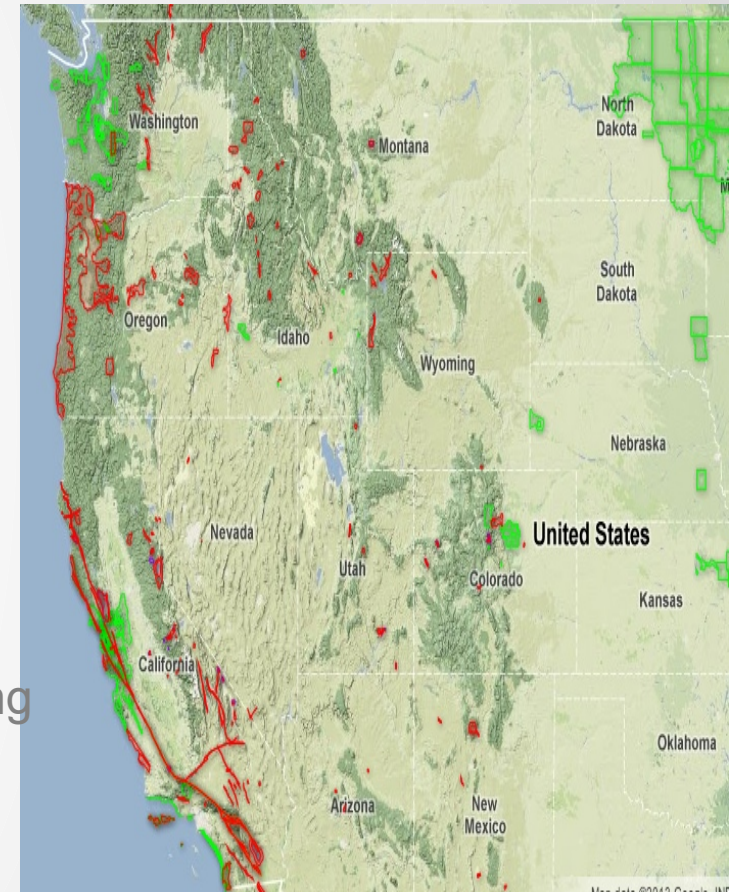 Washington
North
Dakota
Montana
South
Dakota
Oregon
Idaho
Wyoming
Nebraska
Nevada
United States
Utah
Colorado
Kansas
California
Oklahoma
Arizona
New
Mexico